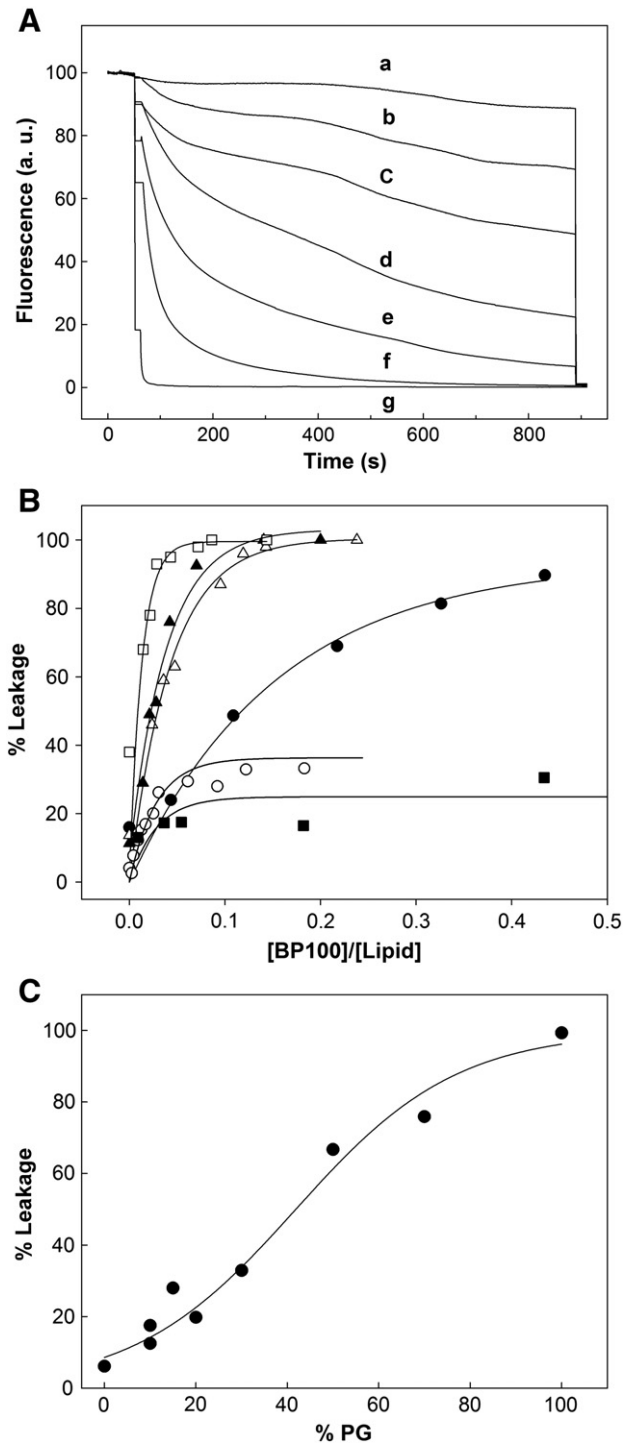 A
100
80
60
40
20
0
Fluorescence (a. u.)
a
b
C
d
e
f
g
0 200 400 600 800
Time (s)
B
100
80
60
40
20
0
% Leakage
0.0 0.1 0.2 0.3 0.4 0.5
[BP100]/[Lipid]
C
100
80
60
40
20
0
% Leakage
0 20 40 60 80 100
% PG